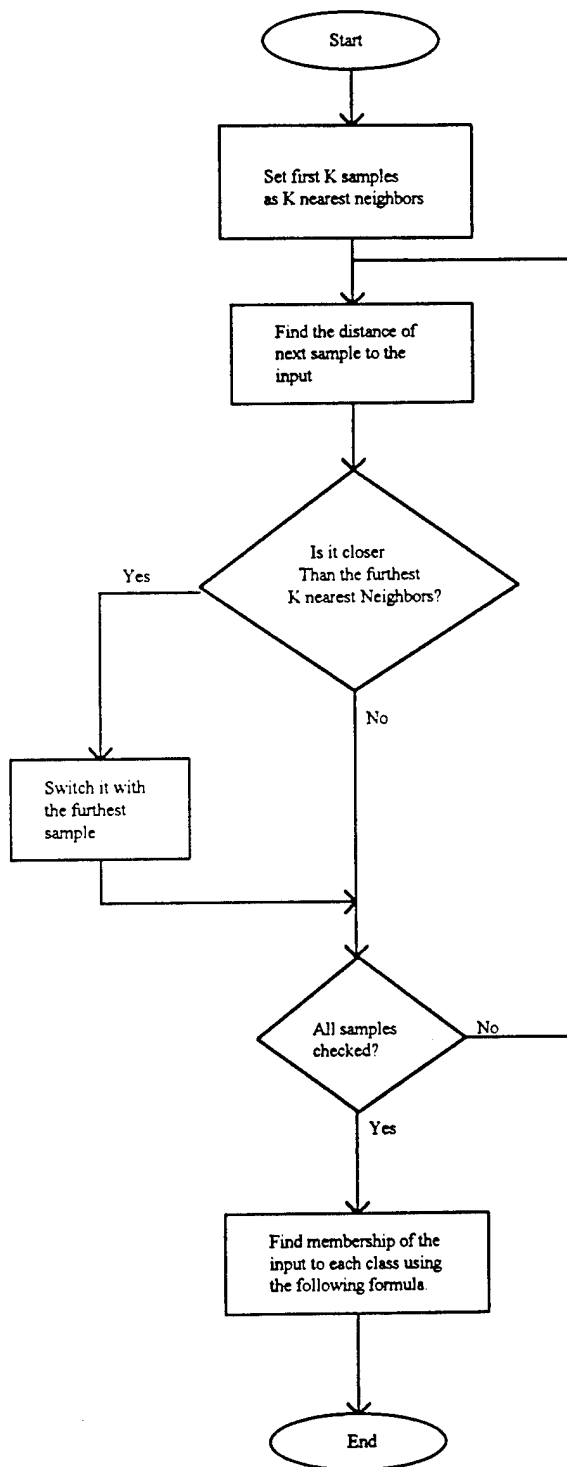 Start
Set first K samples
as K nearest neighbors
Find the distance of
next sample to the
input
Is it closer
Than the furthest
K nearest Neighbors?
Yes
No
Switch it with
the furthest
sample
All samples
checked?
No
Yes
Find membership of the
input to each class using
the following formula.
End